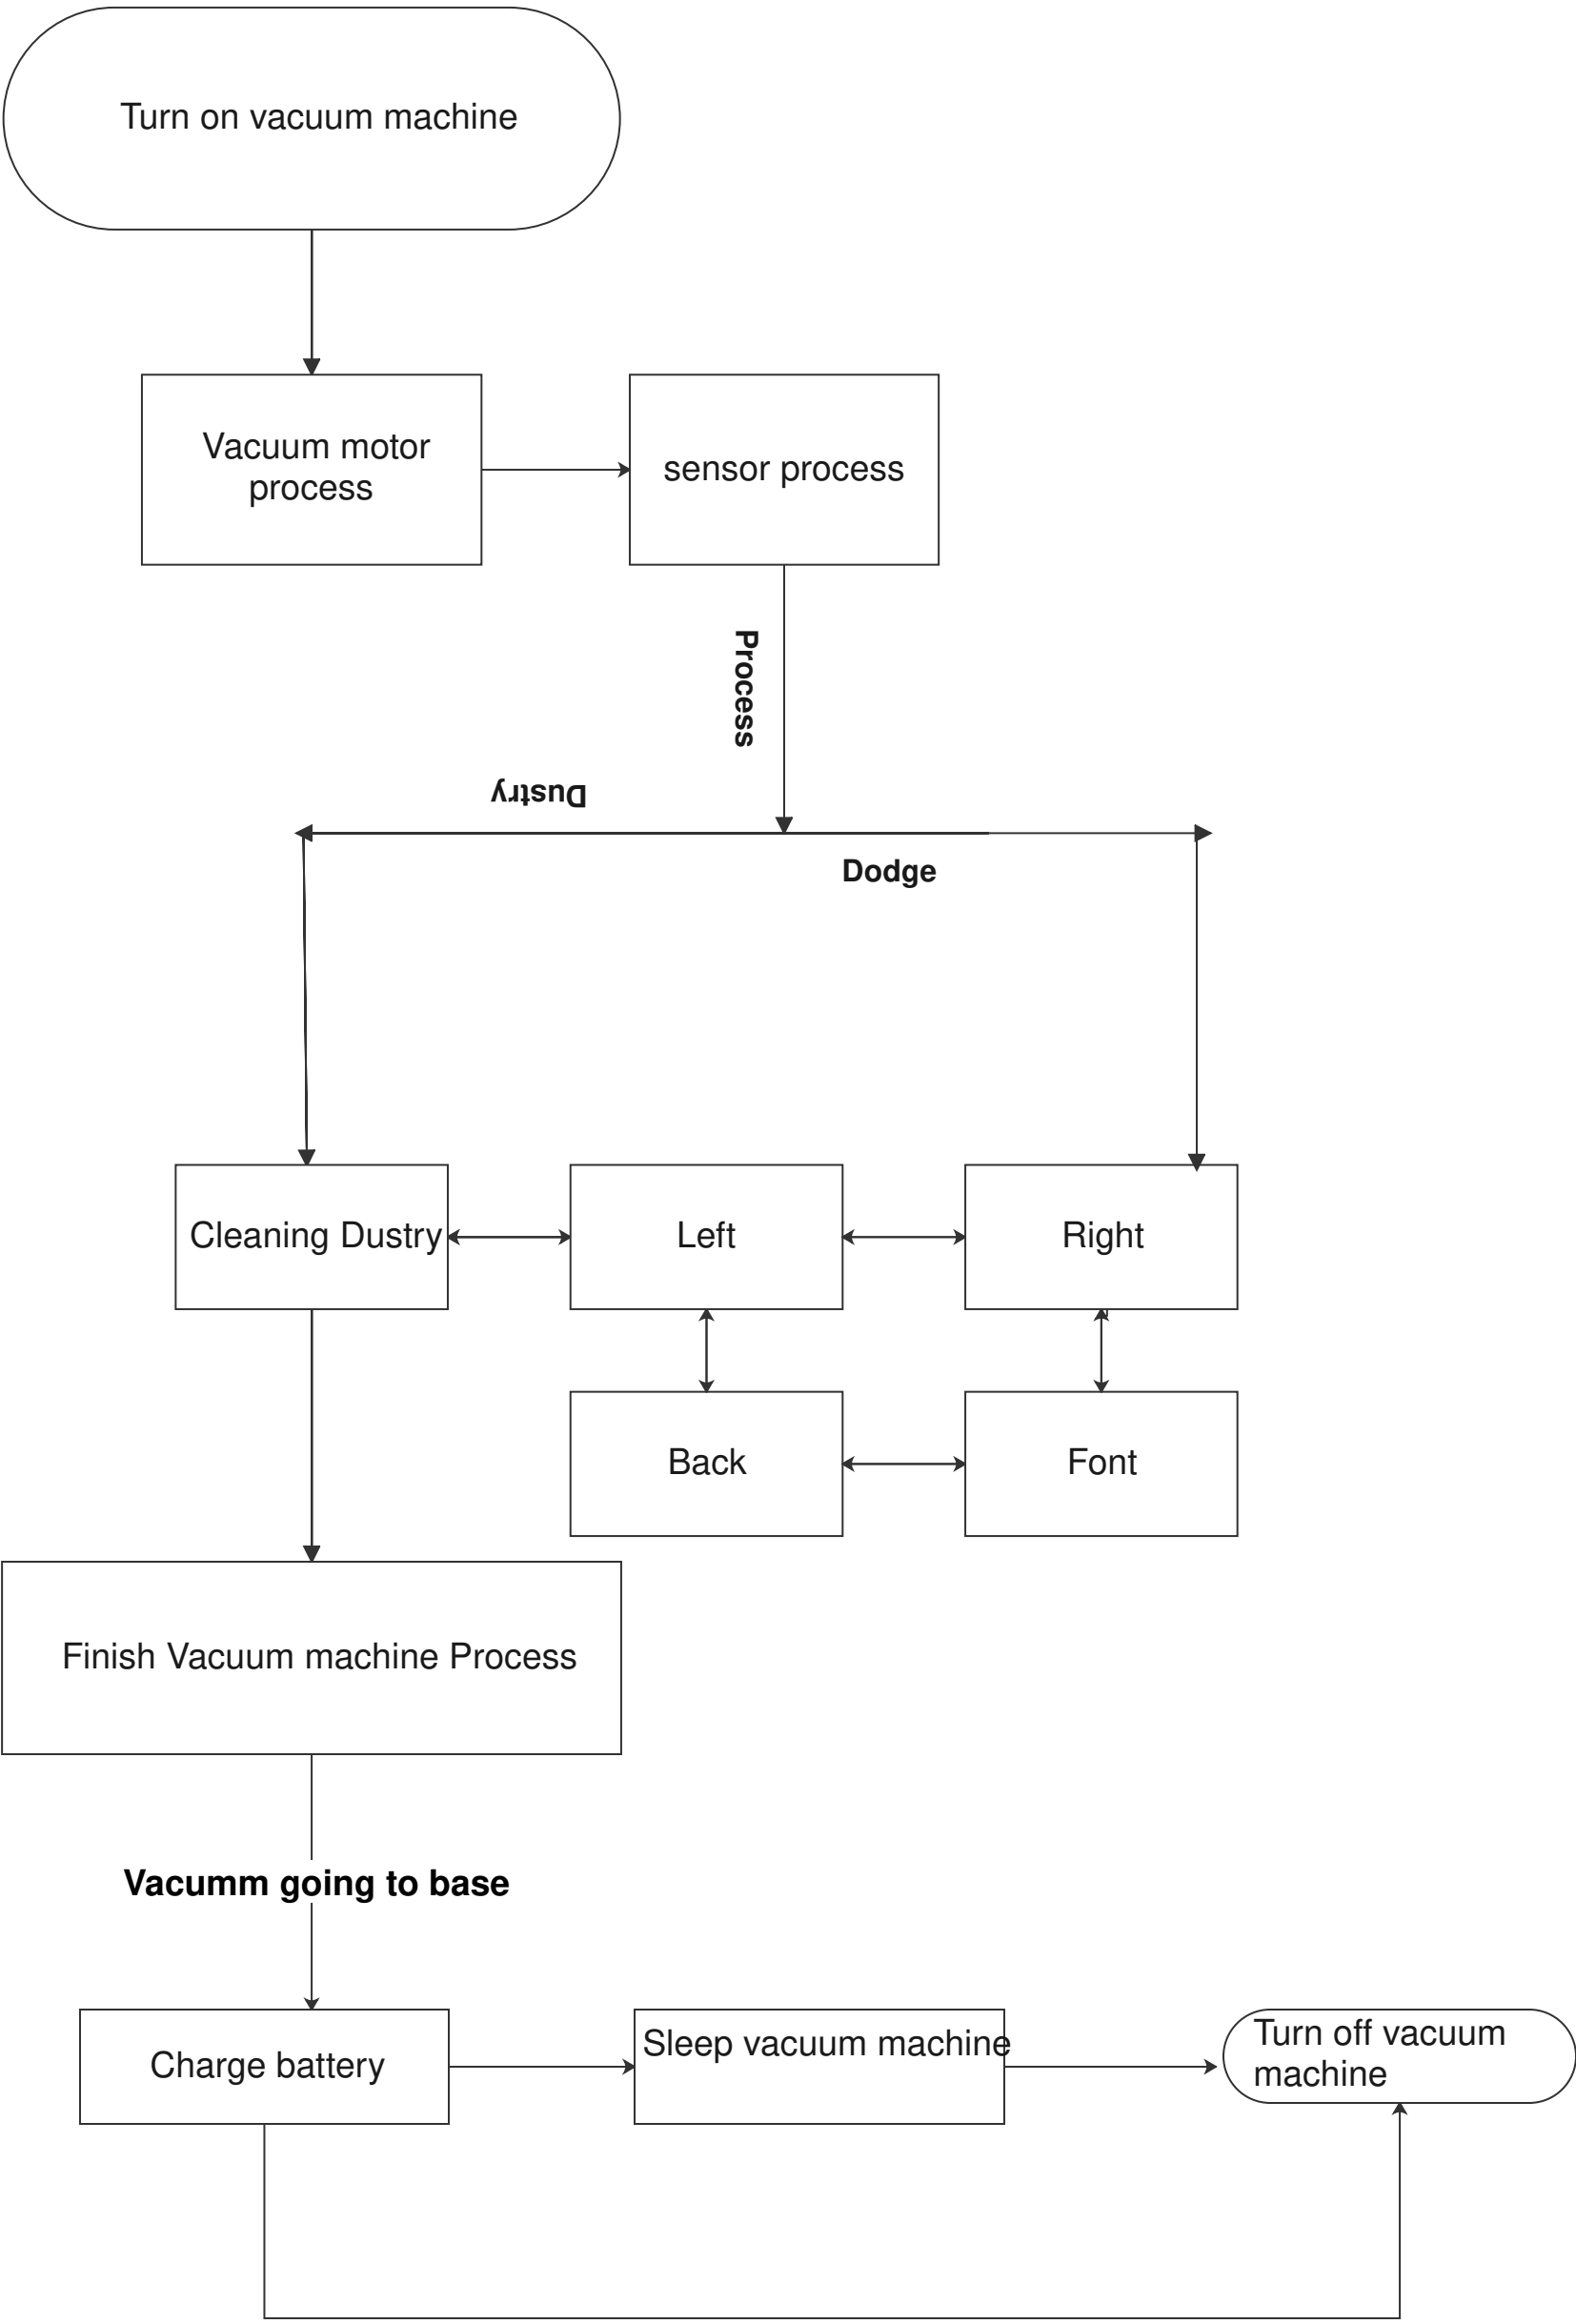 Turn on vacuum machine
Vacuum motor
process
sensor process
Process
Dustry
Dodge
Cleaning Dustry
Left
Right
Back
Font
Finish Vacuum machine Process
Vacumm going to base
Charge battery
Sleep vacuum machine
Turn off vacuum
machine